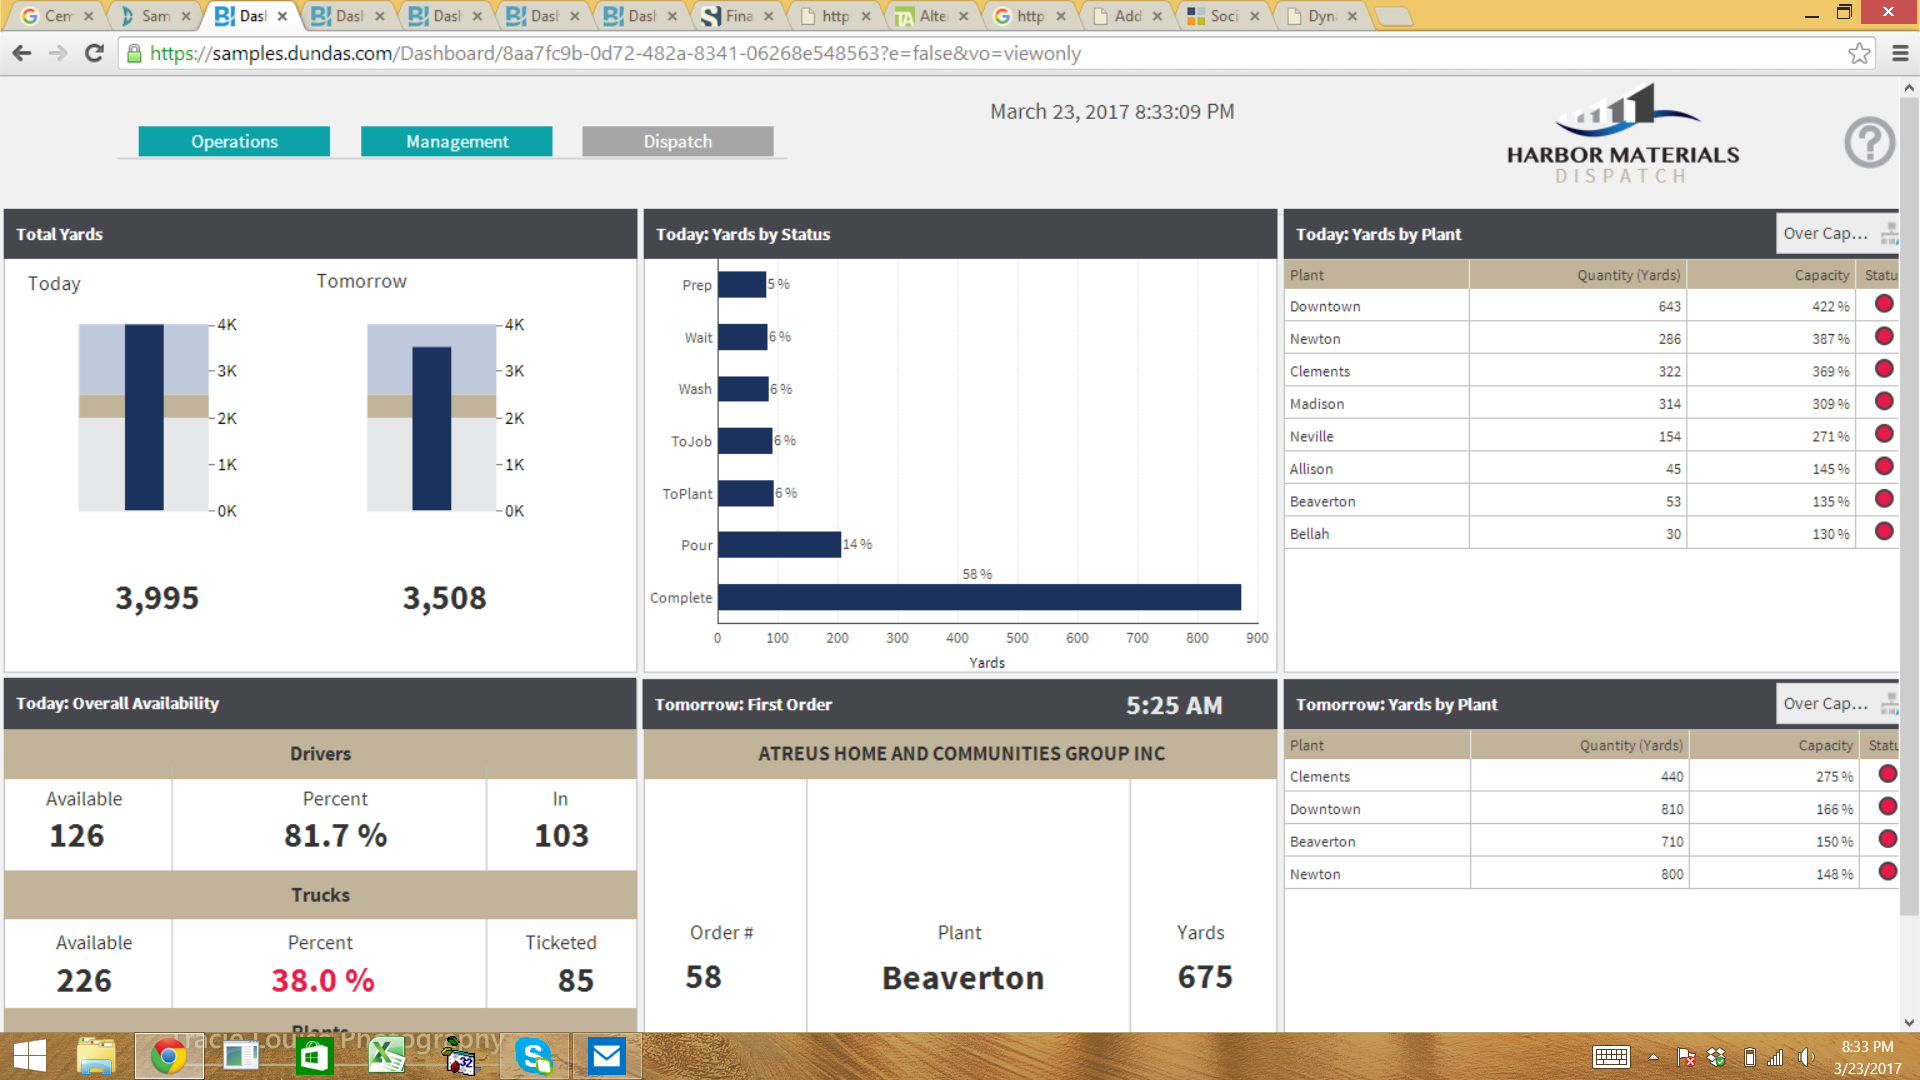 Cem
Sam
Dasl
Dasl
Dasl
Dasl
Dasl
Fina
http
Alte
http
Add
Soci
Dyn
https://samples.dundas.com/Dashboard/8aa7fc9b-0d72-482a-8341-06268e548563?e=false&vo=viewonly
March 23, 2017 8:33:09 PM
Operations
Management
Dispatch
HARBOR MATERIALS
DISPATCH
?
Total Yards
Today
Tomorrow
4K
3K
2K
1K
0K
4K
3K
2K
1K
0K
3,995
3,508
Today: Yards by Status
Prep 5 %
Wait 6 %
Wash 6 %
ToJob 6 %
ToPlant 6 %
Pour 14 %
58 %
Complete
0 100 200 300 400 500 600 700 800 900
Yards
Today: Yards by Plant
Over Cap...
Plant Quantity (Yards) Capacity Statu
Downtown 643 422 %
Newton 286 387 %
Clements 322 369 %
Madison 314 309 %
Neville 154 271 %
Allison 45 145 %
Beaverton 53 135 %
Bellah 30 130 %
Today: Overall Availability
Drivers
Available Percent In
126 81.7 % 103
Trucks
Available Percent Ticketed
226 38.0 % 85
Plants
Tomorrow: First Order 5:25 AM
ATREUS HOME AND COMMUNITIES GROUP INC
Order # Plant Yards
58 Beaverton 675
Tomorrow: Yards by Plant
Over Cap...
Plant Quantity (Yards) Capacity Statu
Clements 440 275 %
Downtown 810 166 %
Beaverton 710 150 %
Newton 800 148 %
Photography
32
8:33 PM
3/23/2017